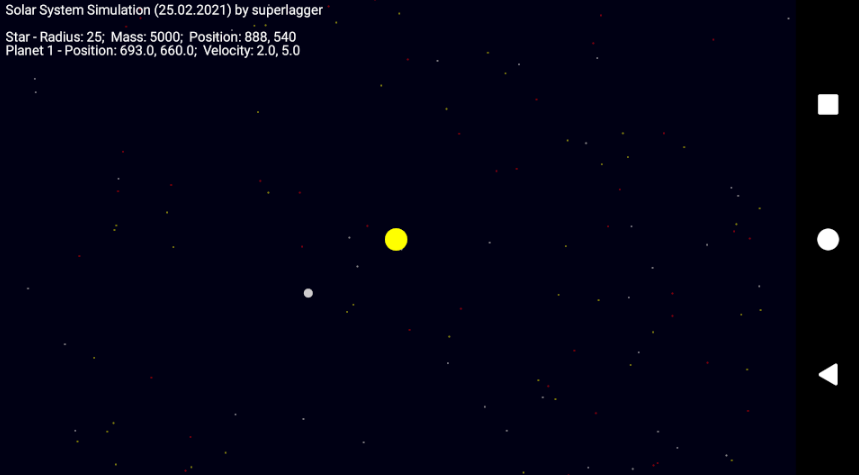 Solar System Simulation (25.02.2021) by superlagger
Star - Radius: 25;  Mass: 5000;  Position: 888, 540
Planet 1 - Position: 693.0, 660.0;  Velocity: 2.0, 5.0